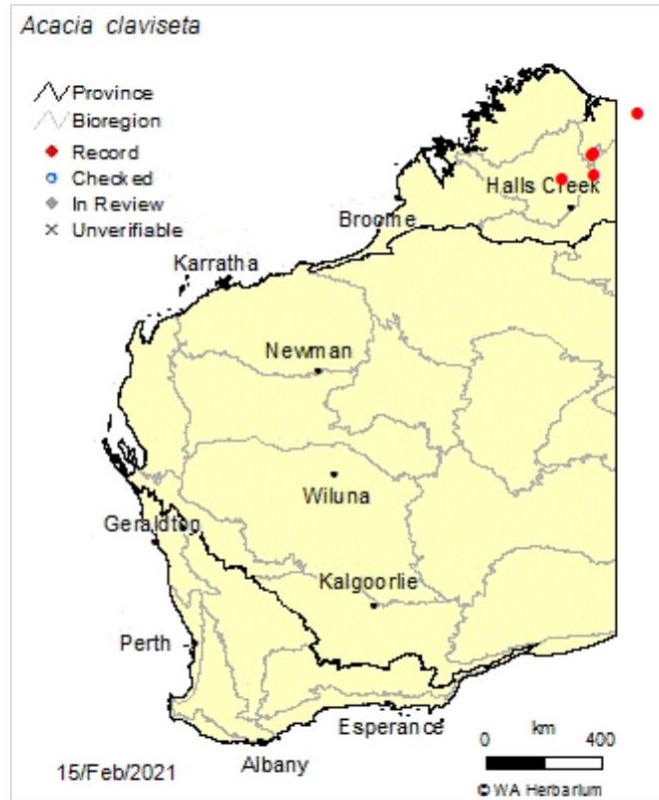 Acacia claviseta
Province
Bioregion
Record
Checked
In Review
Unverifiable
Halls Creek
Broome
Karratha
Newman
Wiluna
Geraldton
Kalgoorlie
Perth
Esperance
Albany
0 km 400
15/Feb/2021
© WA Herbarium